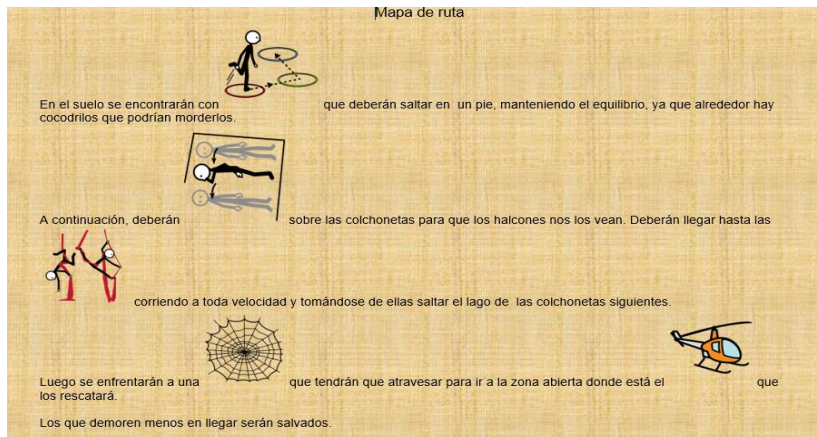 Mapa de ruta
En el suelo se encontrarán con que deberán saltar en un pie, manteniendo el equilibrio, ya que alrededor hay
cocodrilos que podrían morderlos.
A continuación, deberán sobre las colchonetas para que los halcones nos los vean. Deberán llegar hasta las
corriendo a toda velocidad y tomándose de ellas saltar el lago de las colchonetas siguientes.
Luego se enfrentarán a una que tendrán que atravesar para ir a la zona abierta donde está el que
los rescatará.
Los que demoren menos en llegar serán salvados.